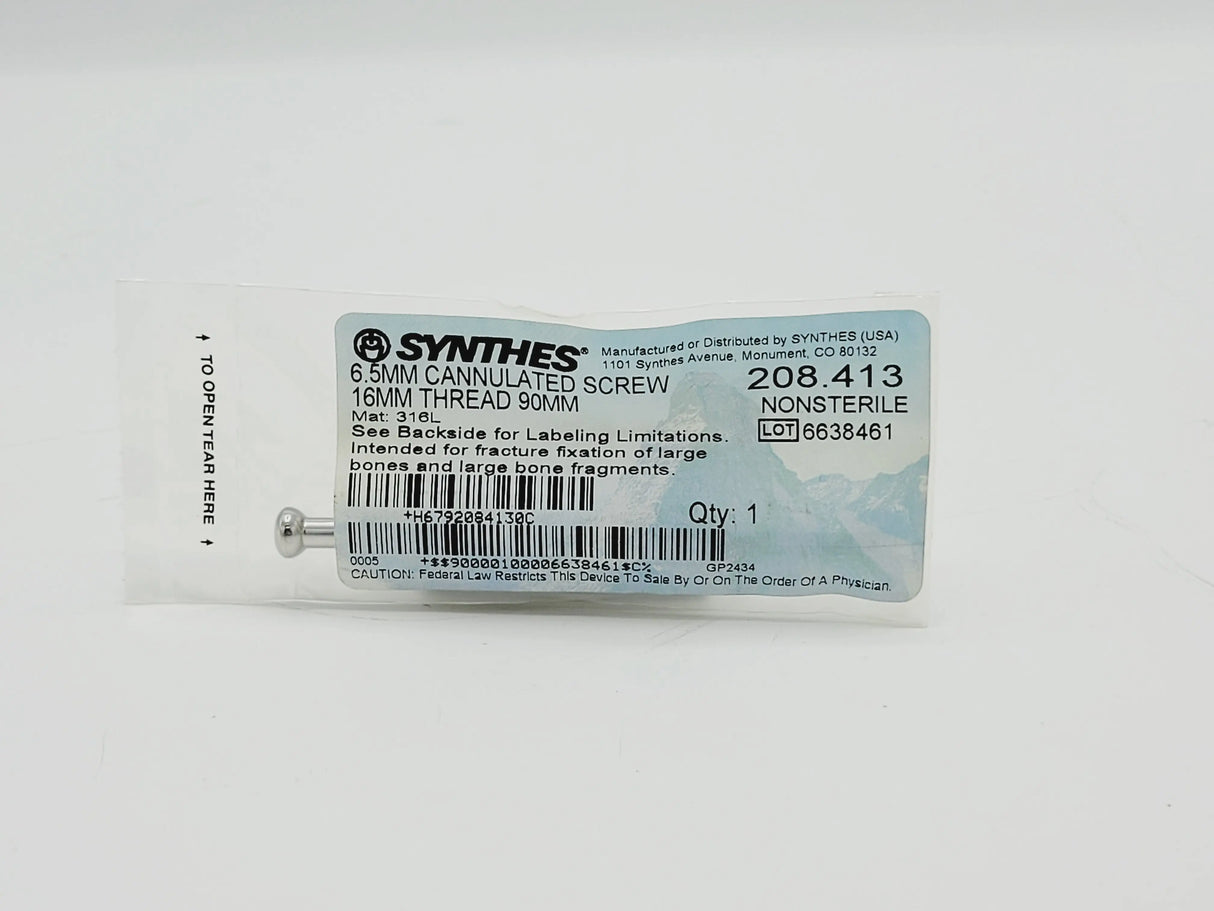 ↑ TO OPEN TEAR HERE ↑
SYNTHES®
Manufactured or Distributed by SYNTHES (USA)
1101 Synthes Avenue, Monument, CO 80132
6.5MM CANNULATED SCREW
16MM THREAD 90MM
208.413
NONSTERILE
LOT 6638461
Mat: 316L
See Backside for Labeling Limitations.
Intended for fracture fixation of large
bones and large bone fragments.
+H6792084130C
Qty: 1
0005 +$$90000100006638461$C% GP2434
CAUTION: Federal Law Restricts This Device To Sale By Or On The Order Of A Physician.